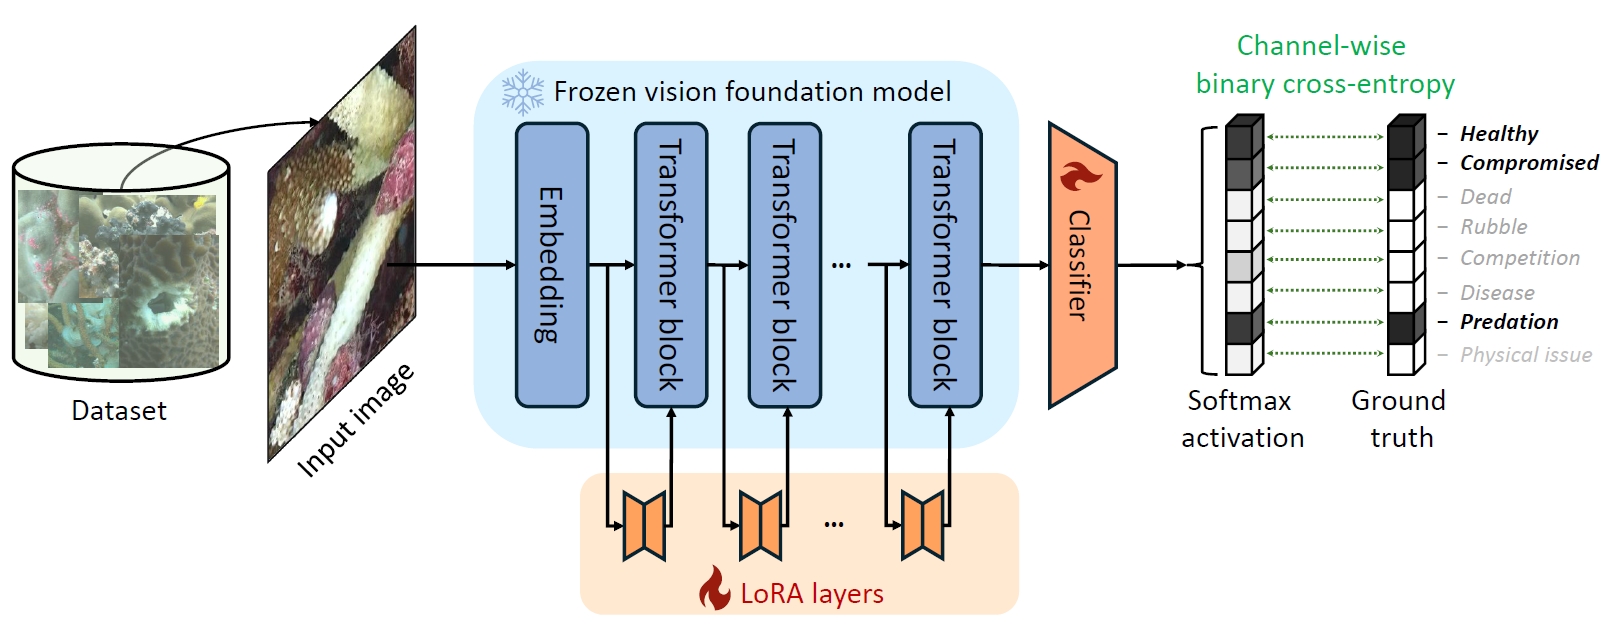 Dataset
Input image
Frozen vision foundation model
Embedding
Transformer block
Transformer block
...
Transformer block
...
LoRA layers
Classifier
Channel-wise
binary cross-entropy
– Healthy
– Compromised
– Dead
– Rubble
– Competition
– Disease
– Predation
– Physical issue
Softmax
activation
Ground
truth